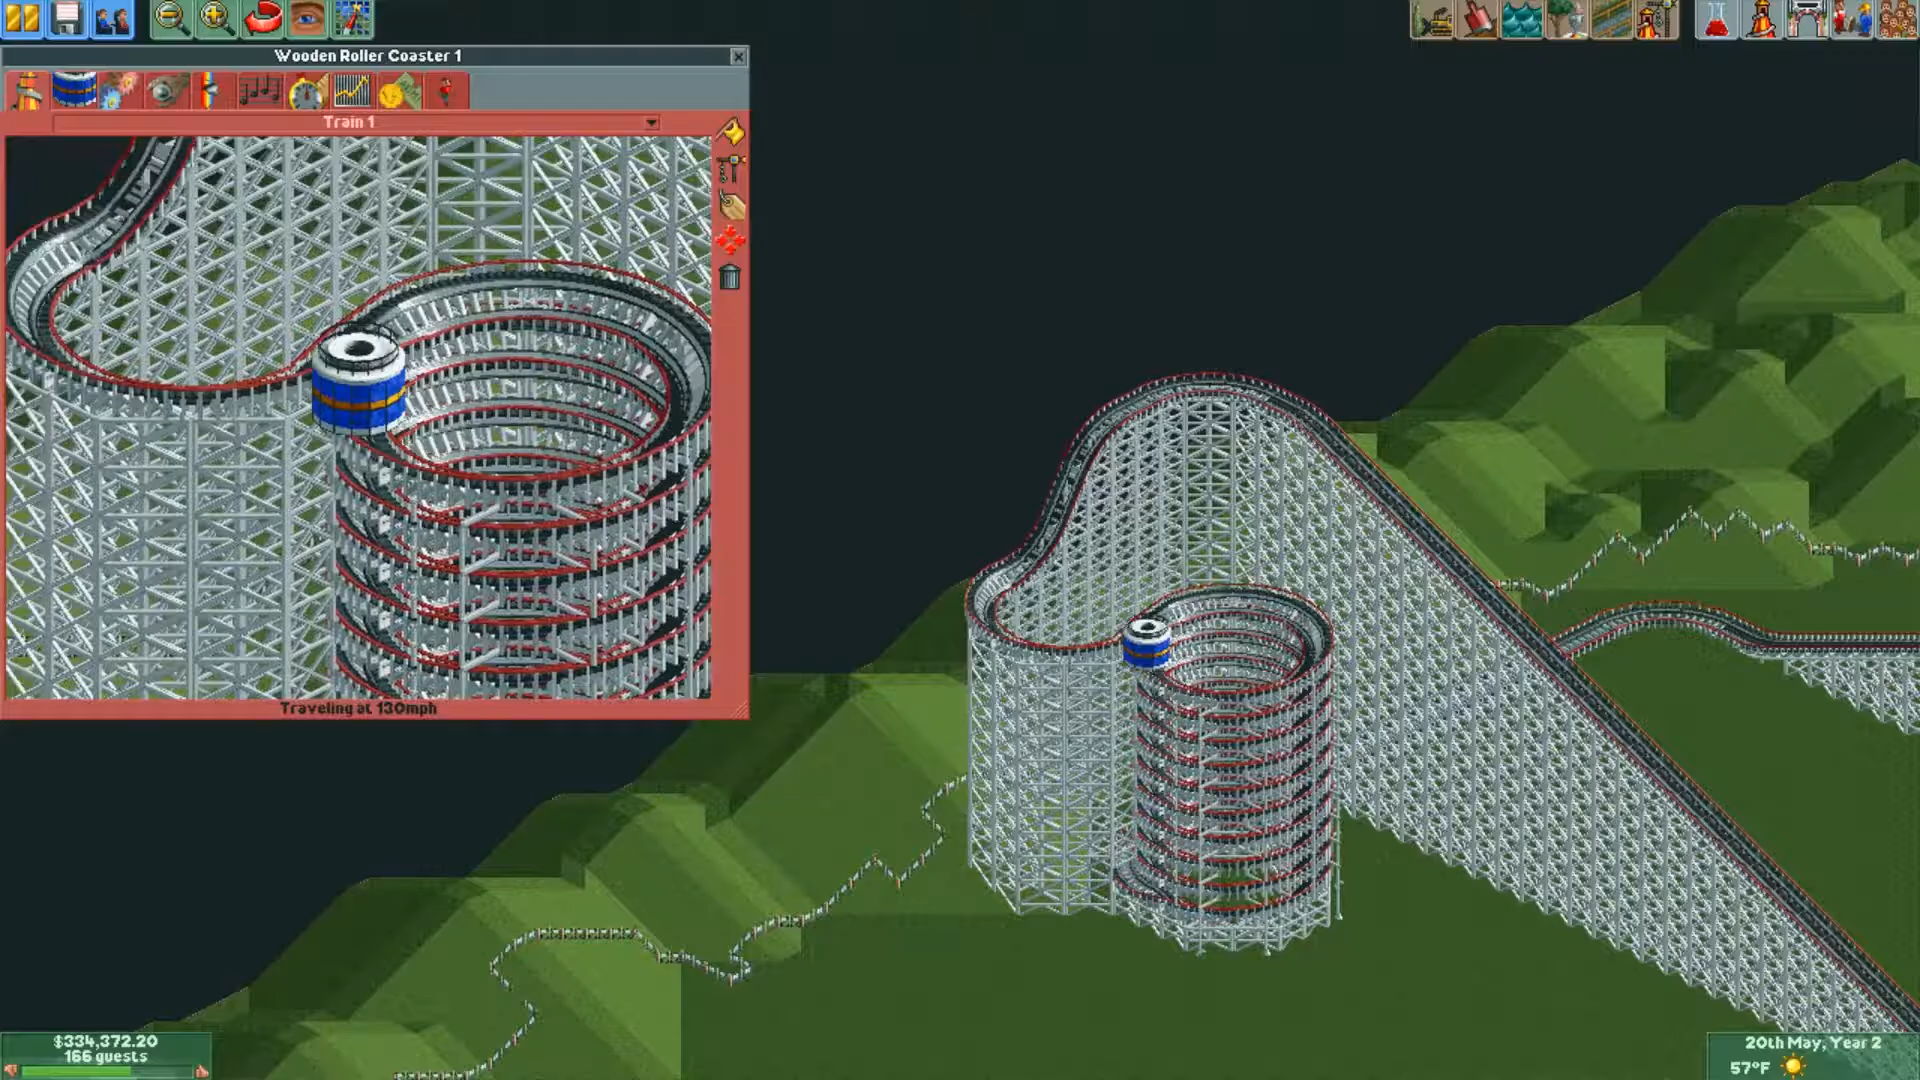 Wooden Roller Coaster 1
Train 1
Traveling at 130mph
$334,372.20
166 guests
20th May, Year 2
57°F